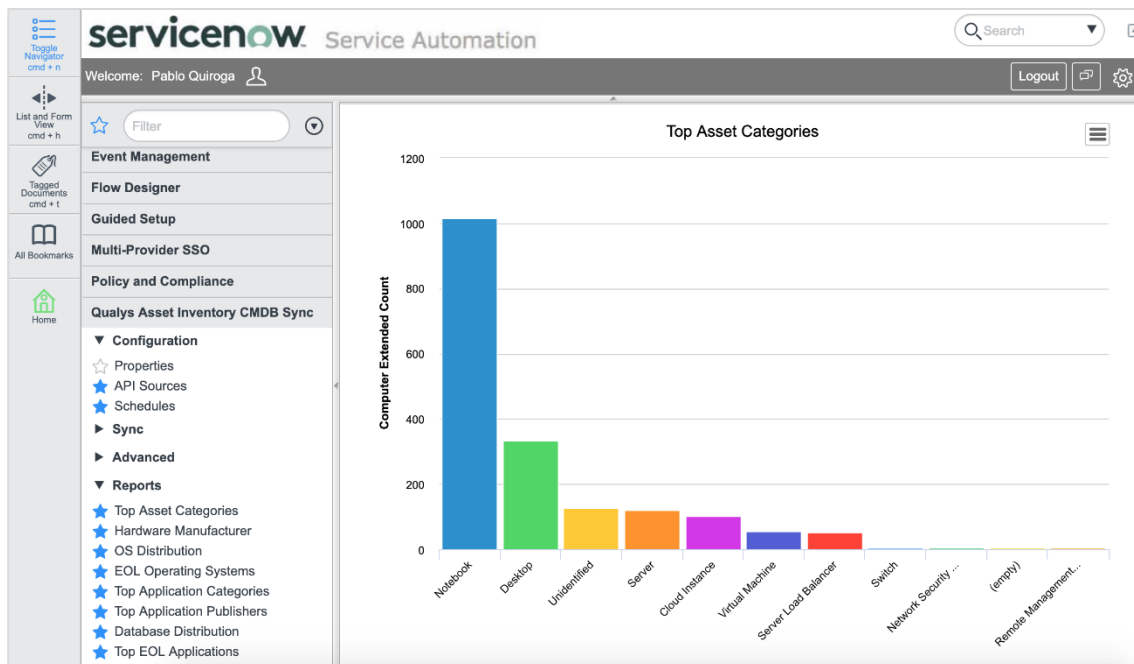 Toggle
Navigator
cmd + n
List and Form
View
cmd + h
Tagged
Documents
cmd + t
All Bookmarks
Home
servicenow™ Service Automation
Search
Welcome: Pablo Quiroga
Logout
Filter
Event Management
Flow Designer
Guided Setup
Multi-Provider SSO
Policy and Compliance
Qualys Asset Inventory CMDB Sync
Configuration
Properties
API Sources
Schedules
Sync
Advanced
Reports
Top Asset Categories
Hardware Manufacturer
OS Distribution
EOL Operating Systems
Top Application Categories
Top Application Publishers
Database Distribution
Top EOL Applications
Top Asset Categories
Computer Extended Count
1200
1000
800
600
400
200
0
Notebook
Desktop
Unidentified
Server
Cloud Instance
Virtual Machine
Server Load Balancer
Switch
Network Security ...
(empty)
Remote Management...